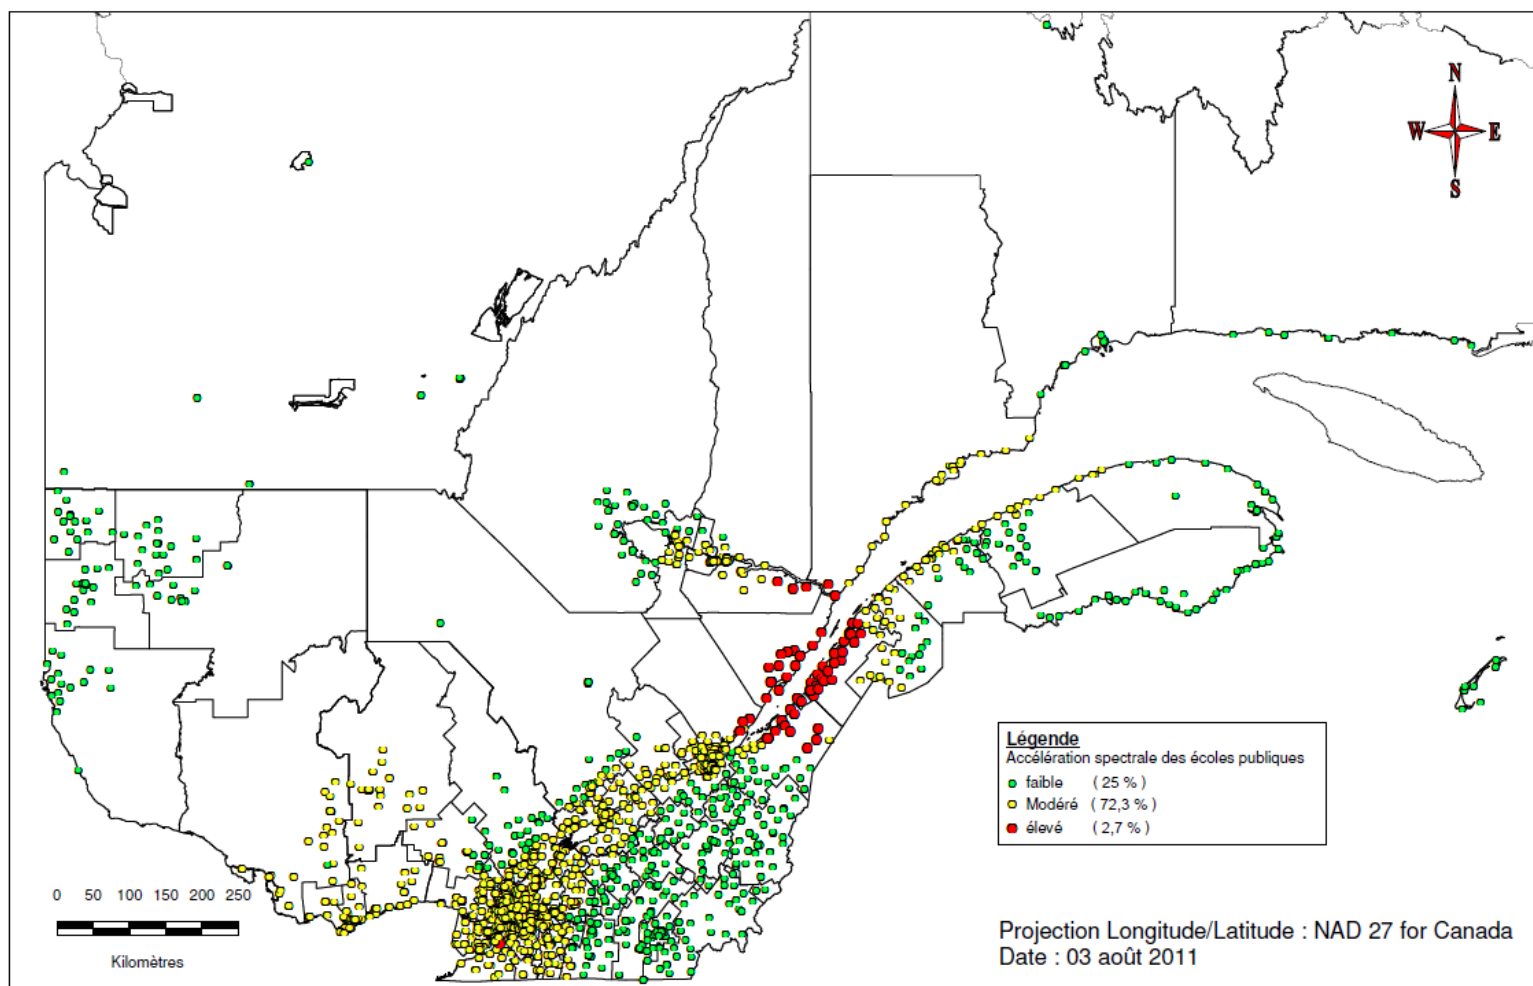 N
W E
S
Légende
Accélération spectrale des écoles publiques
faible ( 25 % )
Modéré ( 72,3 % )
élevé ( 2,7 % )
0 50 100 150 200 250
Kilomètres
Projection Longitude/Latitude : NAD 27 for Canada
Date : 03 août 2011